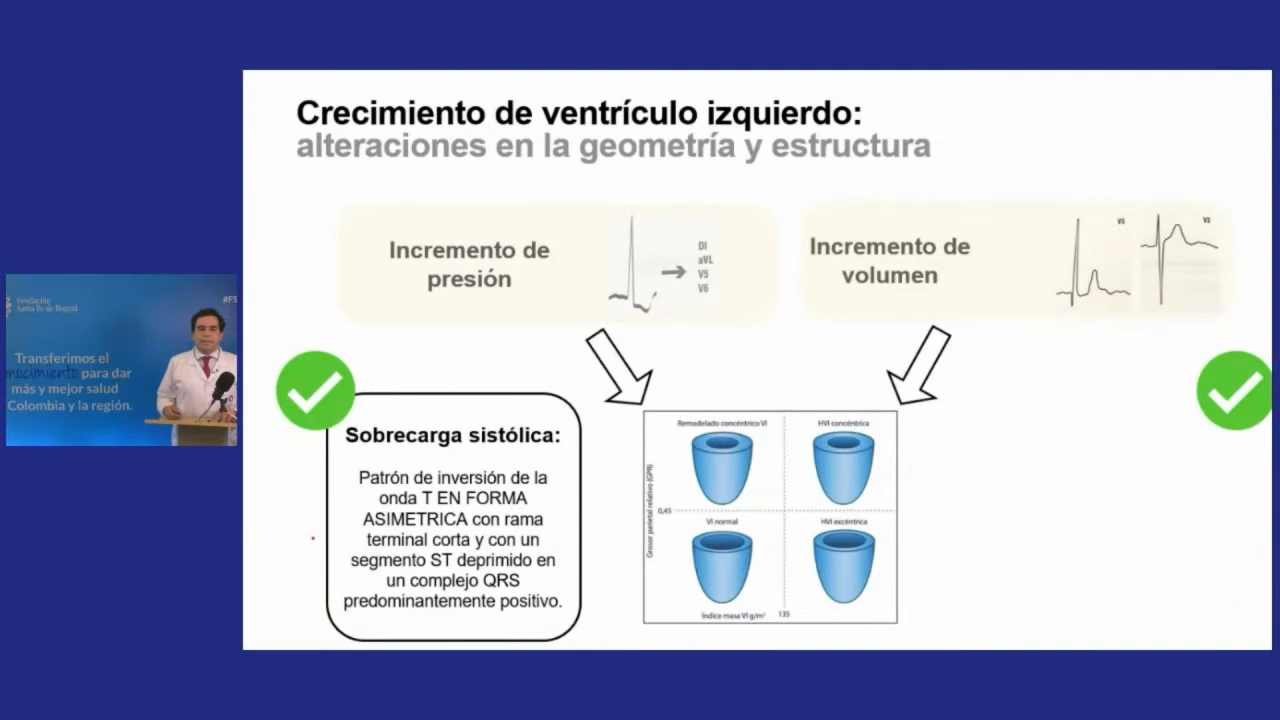 Crecimiento de ventrículo izquierdo:
alteraciones en la geometría y estructura
Incremento de
presión
DI
aVL
V5
V6
Incremento de
volumen
V5
V2
Sobrecarga sistólica:
Patrón de inversión de la
onda T EN FORMA
ASIMETRICA con rama
terminal corta y con un
segmento ST deprimido en
un complejo QRS
predominantemente positivo.
Remodelado concéntrico VI
HVI concéntrica
Grosor parietal relativo (GPR)
0,45
VI normal
HVI excéntrica
Índice masa VI g/m²
135
Fundación
Santa Fe de Bogotá
#FS
Transferimos el
para dar
más y mejor salud
Colombia y la región.